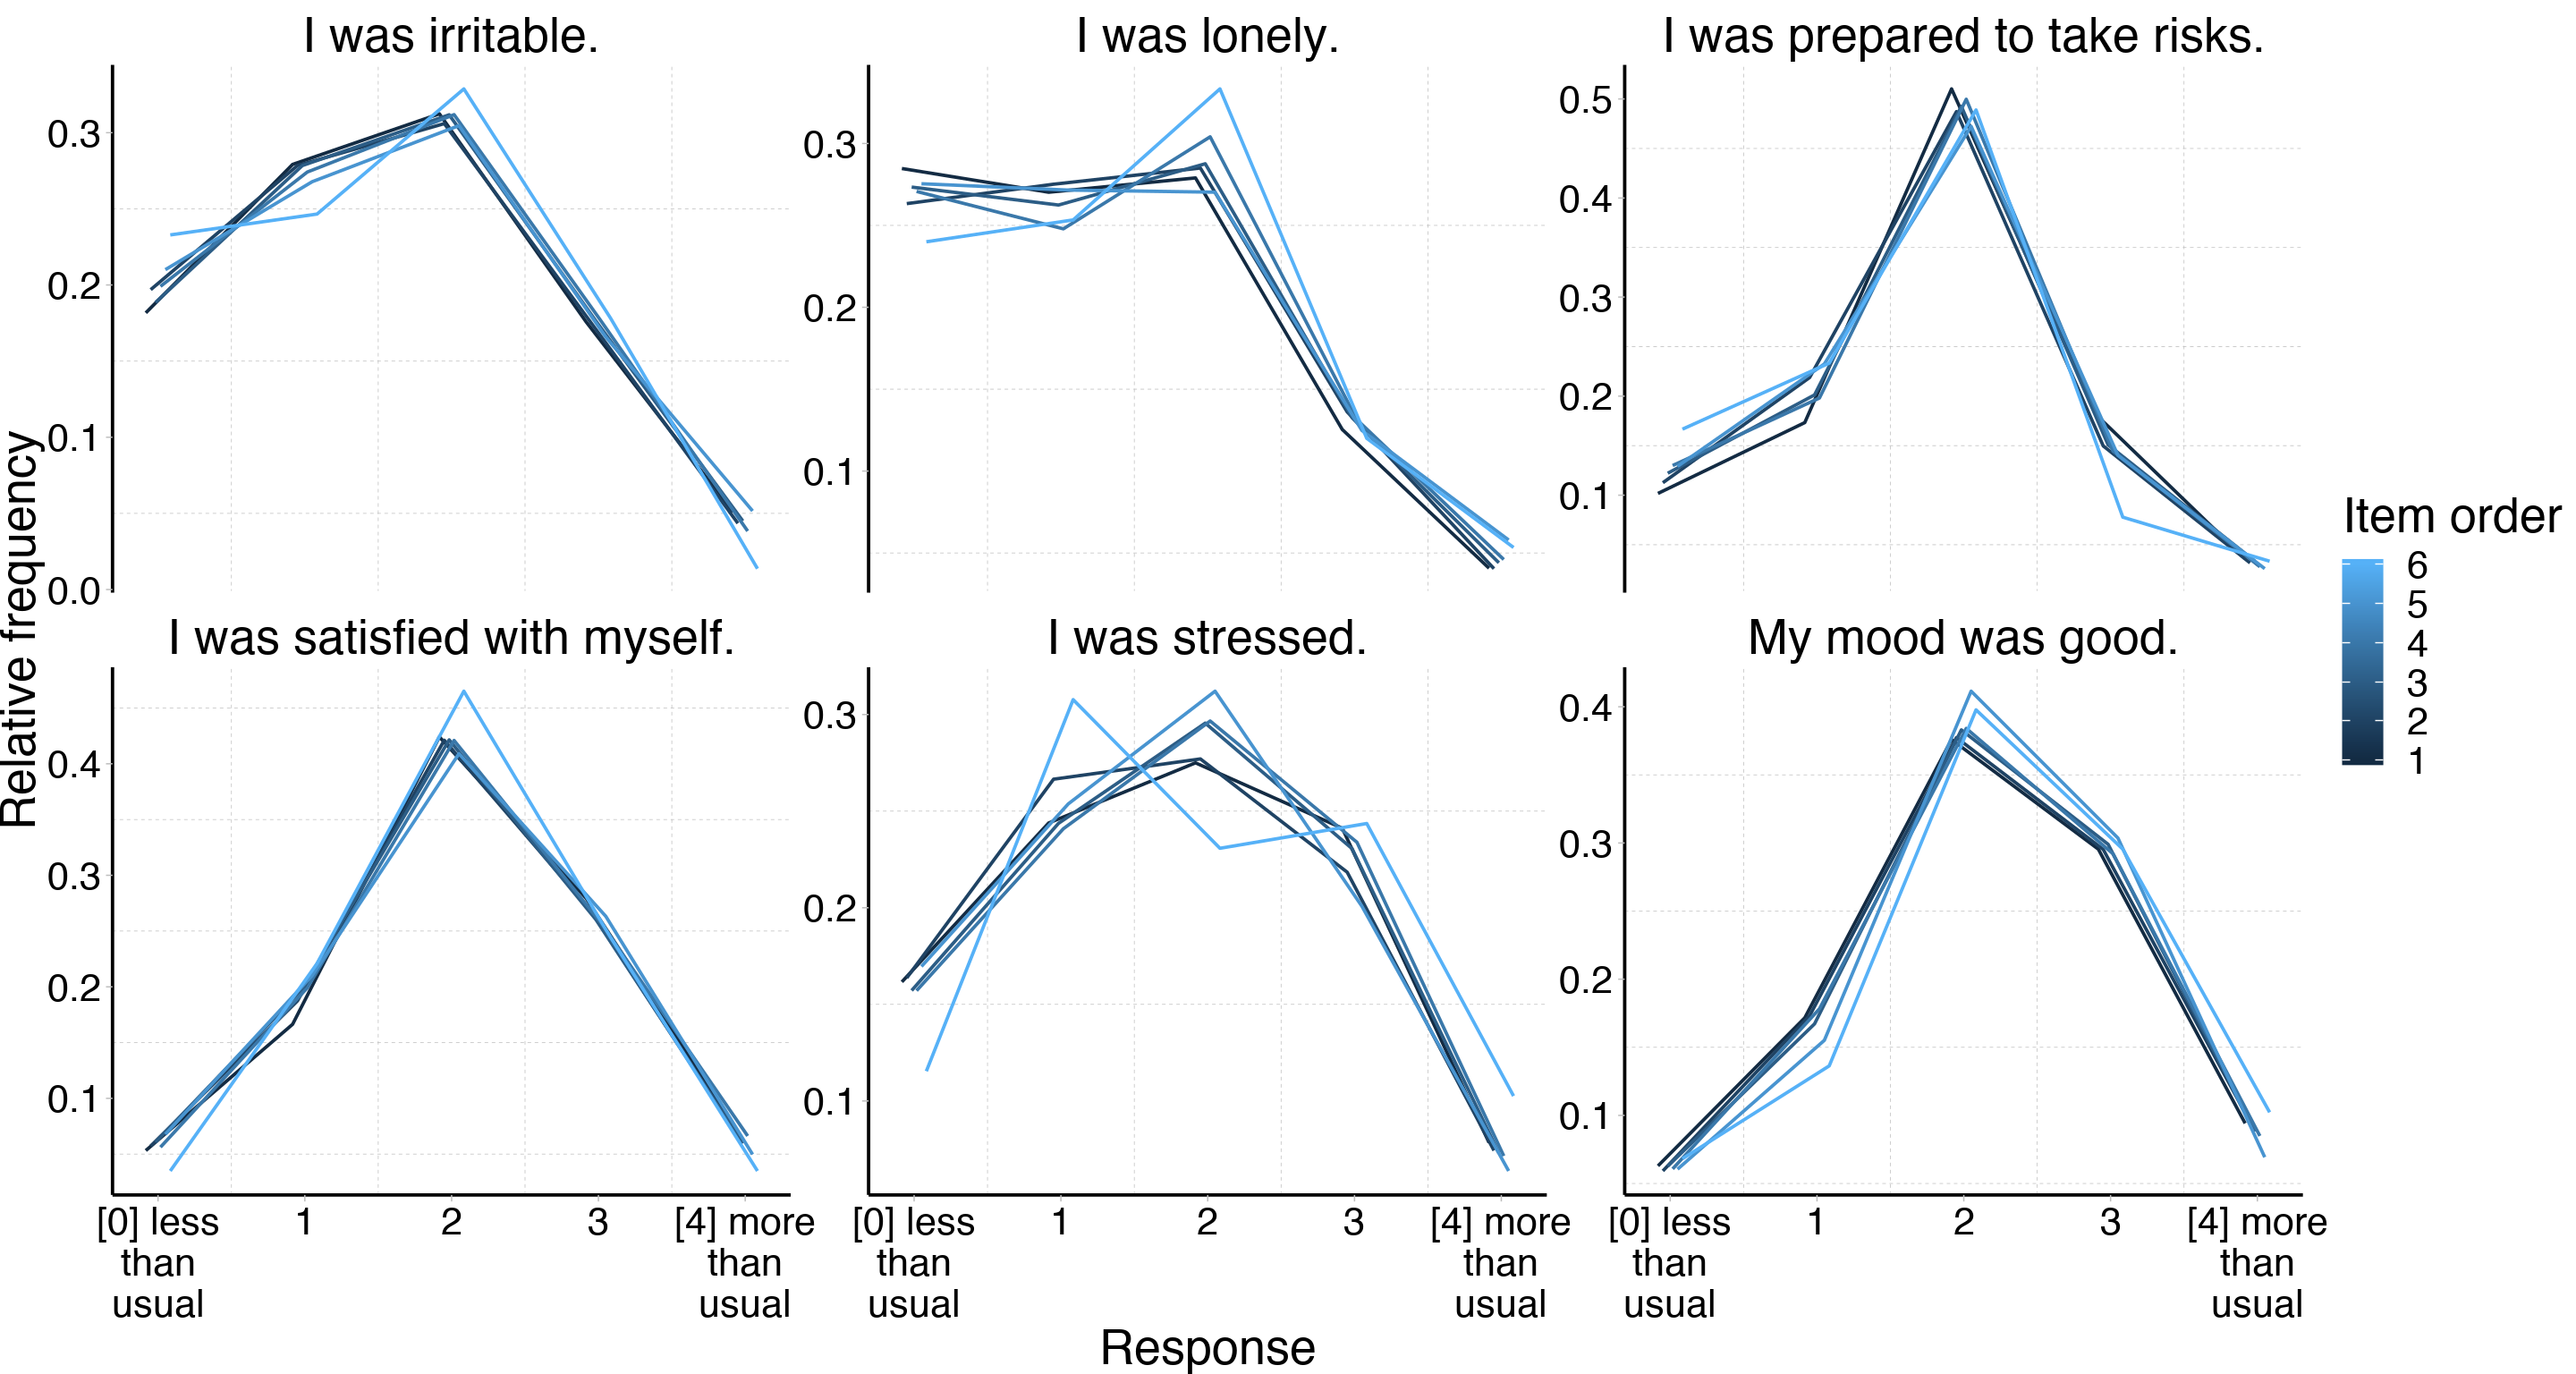 I was irritable.
I was lonely.
I was prepared to take risks.
0.3
0.2
0.1
0.0
0.3
0.2
0.1
0.5
0.4
0.3
0.2
0.1
Relative frequency
I was satisfied with myself.
I was stressed.
My mood was good.
0.4
0.3
0.2
0.1
0.3
0.2
0.1
0.4
0.3
0.2
0.1
[0] less
than
usual
1
2
3
[4] more
than
usual
[0] less
than
usual
1
2
3
[4] more
than
usual
[0] less
than
usual
1
2
3
[4] more
than
usual
Response
Item order
6
5
4
3
2
1